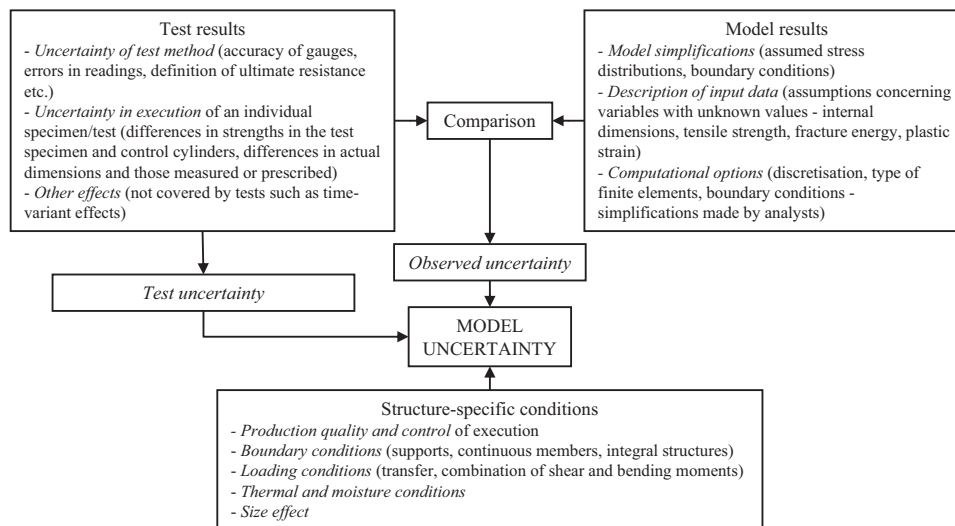 Test results
- Uncertainty of test method (accuracy of gauges,
errors in readings, definition of ultimate resistance
etc.)
- Uncertainty in execution of an individual
specimen/test (differences in strengths in the test
specimen and control cylinders, differences in actual
dimensions and those measured or prescribed)
- Other effects (not covered by tests such as time-
variant effects)
Comparison
Model results
- Model simplifications (assumed stress
distributions, boundary conditions)
- Description of input data (assumptions concerning
variables with unknown values - internal
dimensions, tensile strength, fracture energy, plastic
strain)
- Computational options (discretisation, type of
finite elements, boundary conditions -
simplifications made by analysts)
Observed uncertainty
Test uncertainty
MODEL
UNCERTAINTY
Structure-specific conditions
- Production quality and control of execution
- Boundary conditions (supports, continuous members, integral structures)
- Loading conditions (transfer, combination of shear and bending moments)
- Thermal and moisture conditions
- Size effect